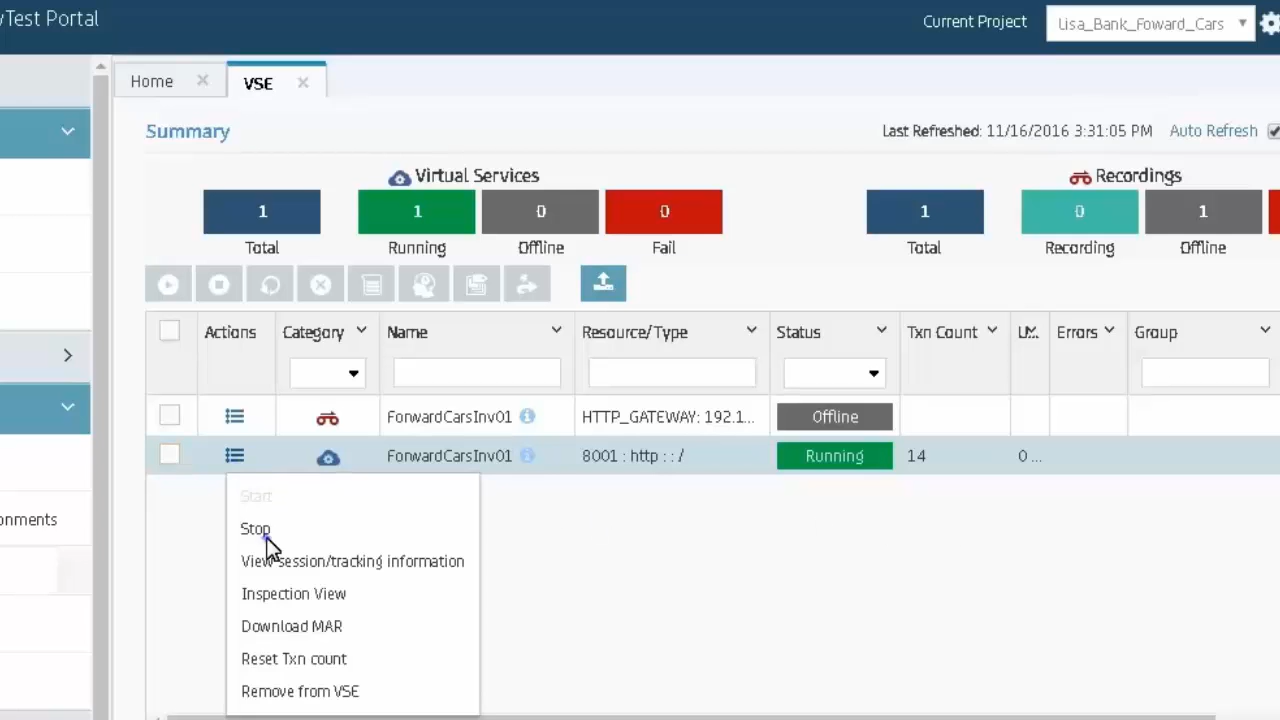 yTest Portal
Current Project
Lisa_Bank_Foward_Cars
Home
VSE
Summary
Last Refreshed: 11/16/2016 3:31:05 PM
Auto Refresh
Virtual Services
Recordings
1
1
0
0
1
0
1
Total
Running
Offline
Fail
Total
Recording
Offline
Actions
Category
Name
Resource/Type
Status
Txn Count
U...
Errors
Group
ForwardCarsInv01
HTTP_GATEWAY: 192.1...
Offline
ForwardCarsInv01
8001 : http : : /
Running
14
0 ...
Start
Stop
View session/tracking information
Inspection View
Download MAR
Reset Txn count
Remove from VSE
onments